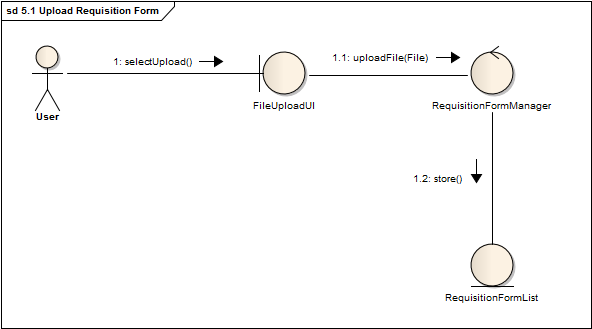 sd 5.1 Upload Requisition Form
1: selectUpload()
1.1: uploadFile(File)
User
FileUploadUI
RequisitionFormManager
1.2: store()
RequisitionFormList